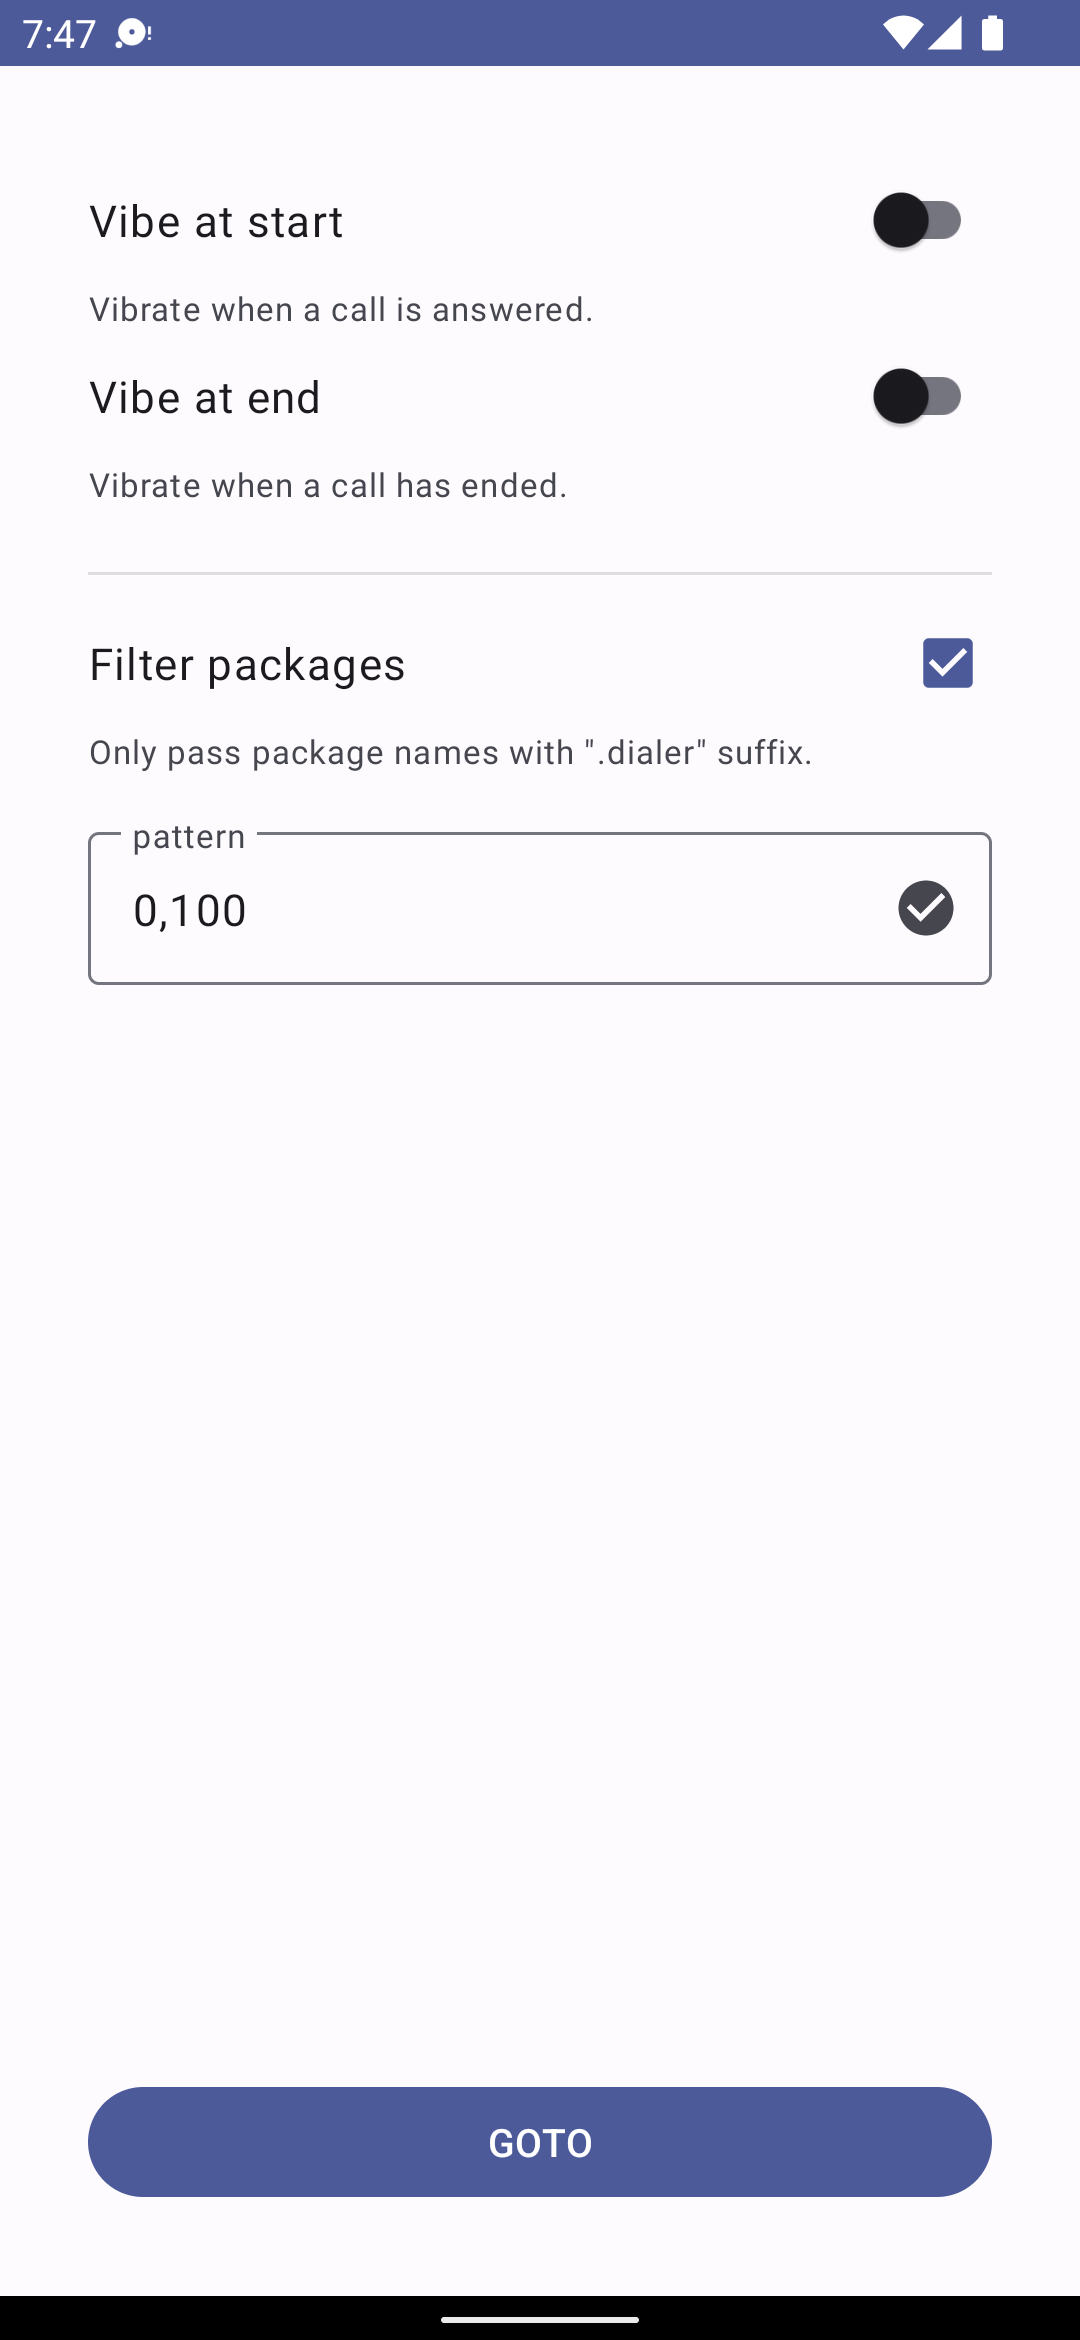 7:47
Vibe at start
Vibrate when a call is answered.
Vibe at end
Vibrate when a call has ended.
Filter packages
Only pass package names with ".dialer" suffix.
pattern
0,100
GOTO